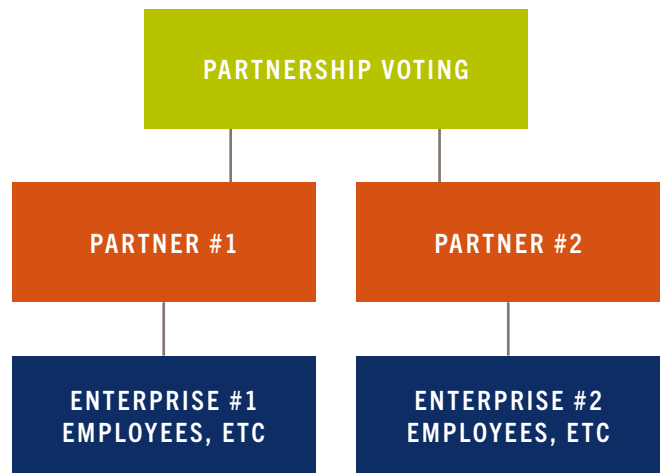 PARTNERSHIP VOTING
PARTNER #1
PARTNER #2
ENTERPRISE #1
EMPLOYEES, ETC
ENTERPRISE #2
EMPLOYEES, ETC